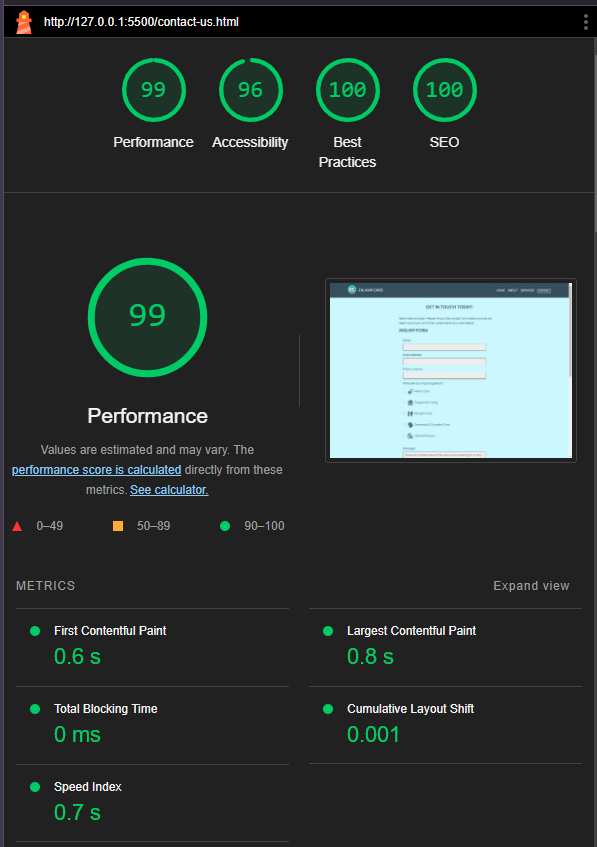 http://127.0.0.1:5500/contact-us.html
99
96
100
100
Performance
Accessibility
Best
Practices
SEO
99
Performance
Values are estimated and may vary. The
performance score is calculated directly from these
metrics. See calculator.
0–49
50–89
90–100
GET IN TOUCH TODAY!
INQUIRY FORM
METRICS
Expand view
First Contentful Paint
0.6 s
Largest Contentful Paint
0.8 s
Total Blocking Time
0 ms
Cumulative Layout Shift
0.001
Speed Index
0.7 s